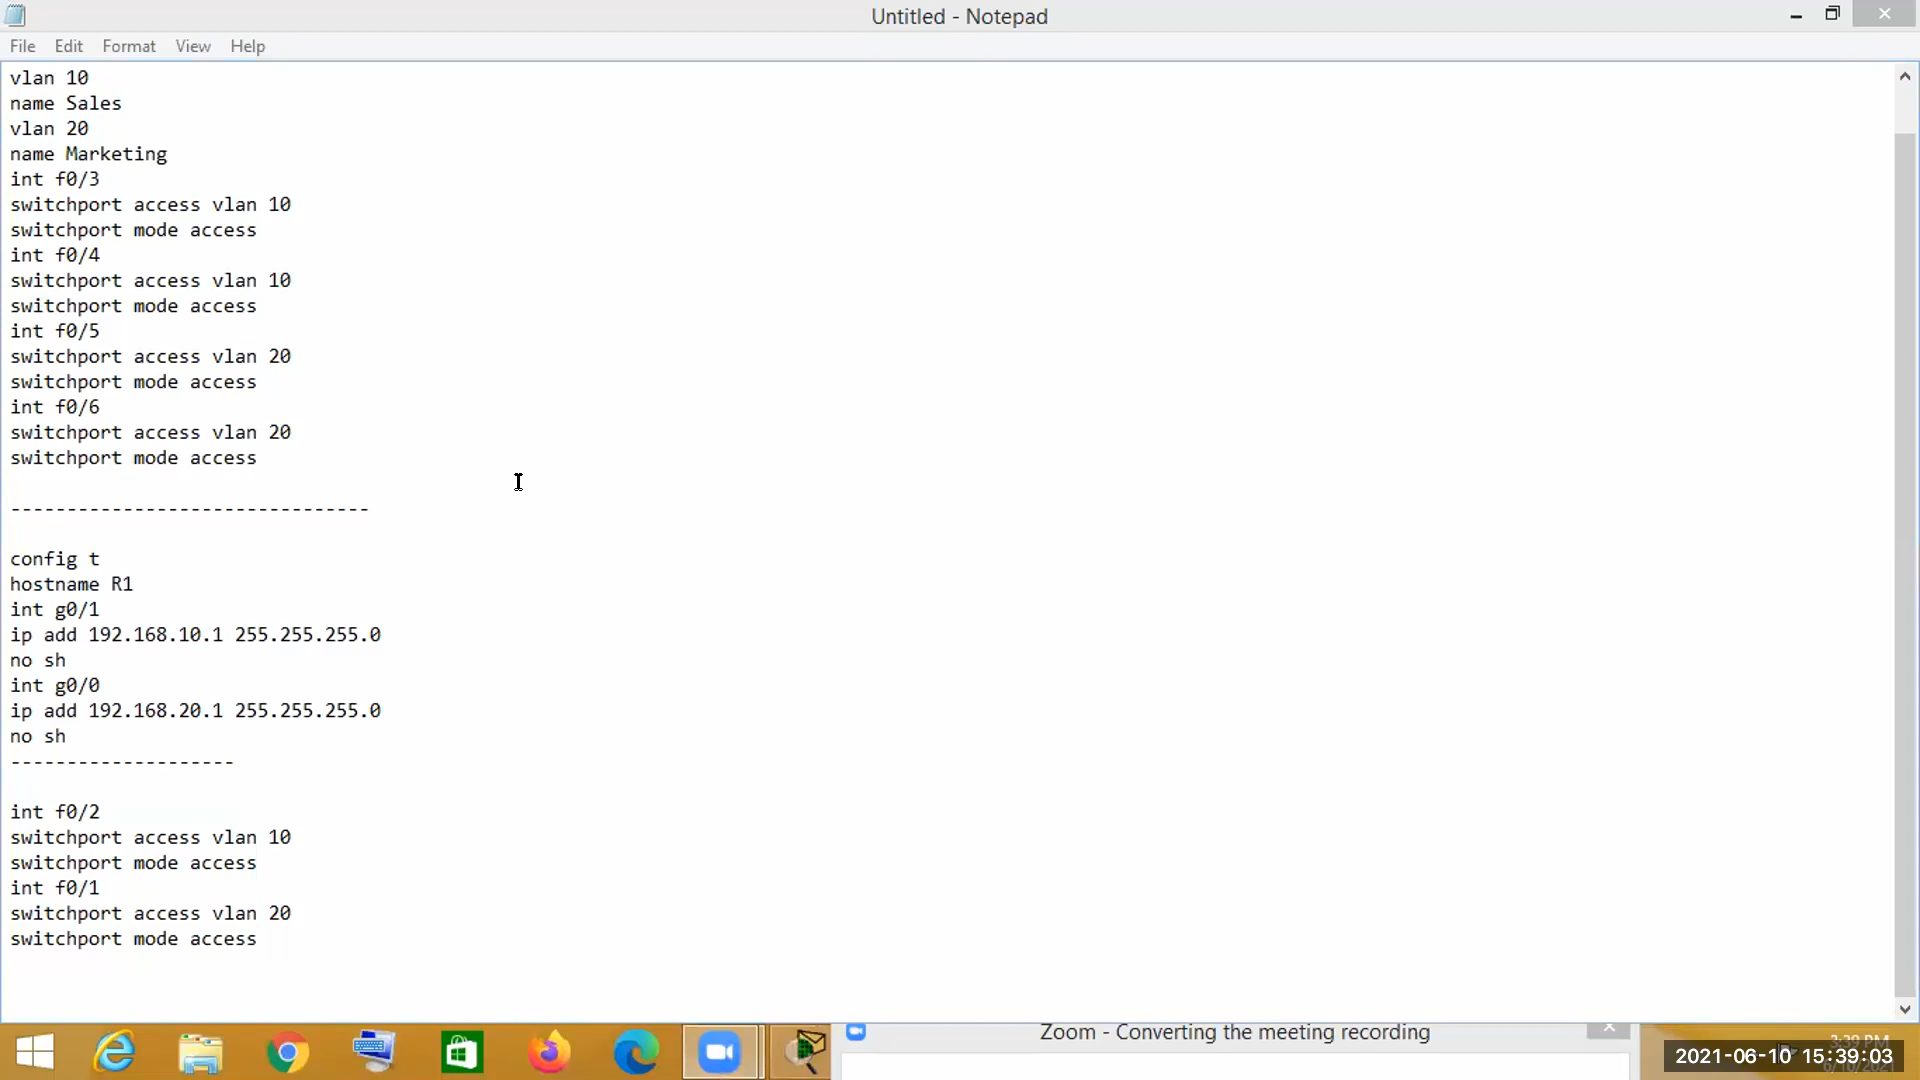 Untitled - Notepad
File Edit Format View Help
vlan 10
name Sales
vlan 20
name Marketing
int f0/3
switchport access vlan 10
switchport mode access
int f0/4
switchport access vlan 10
switchport mode access
int f0/5
switchport access vlan 20
switchport mode access
int f0/6
switchport access vlan 20
switchport mode access
--------------------------------
config t
hostname R1
int g0/1
ip add 192.168.10.1 255.255.255.0
no sh
int g0/0
ip add 192.168.20.1 255.255.255.0
no sh
--------------------
int f0/2
switchport access vlan 10
switchport mode access
int f0/1
switchport access vlan 20
switchport mode access
Zoom - Converting the meeting recording
3:39 PM
2021-06-10 15:39:03